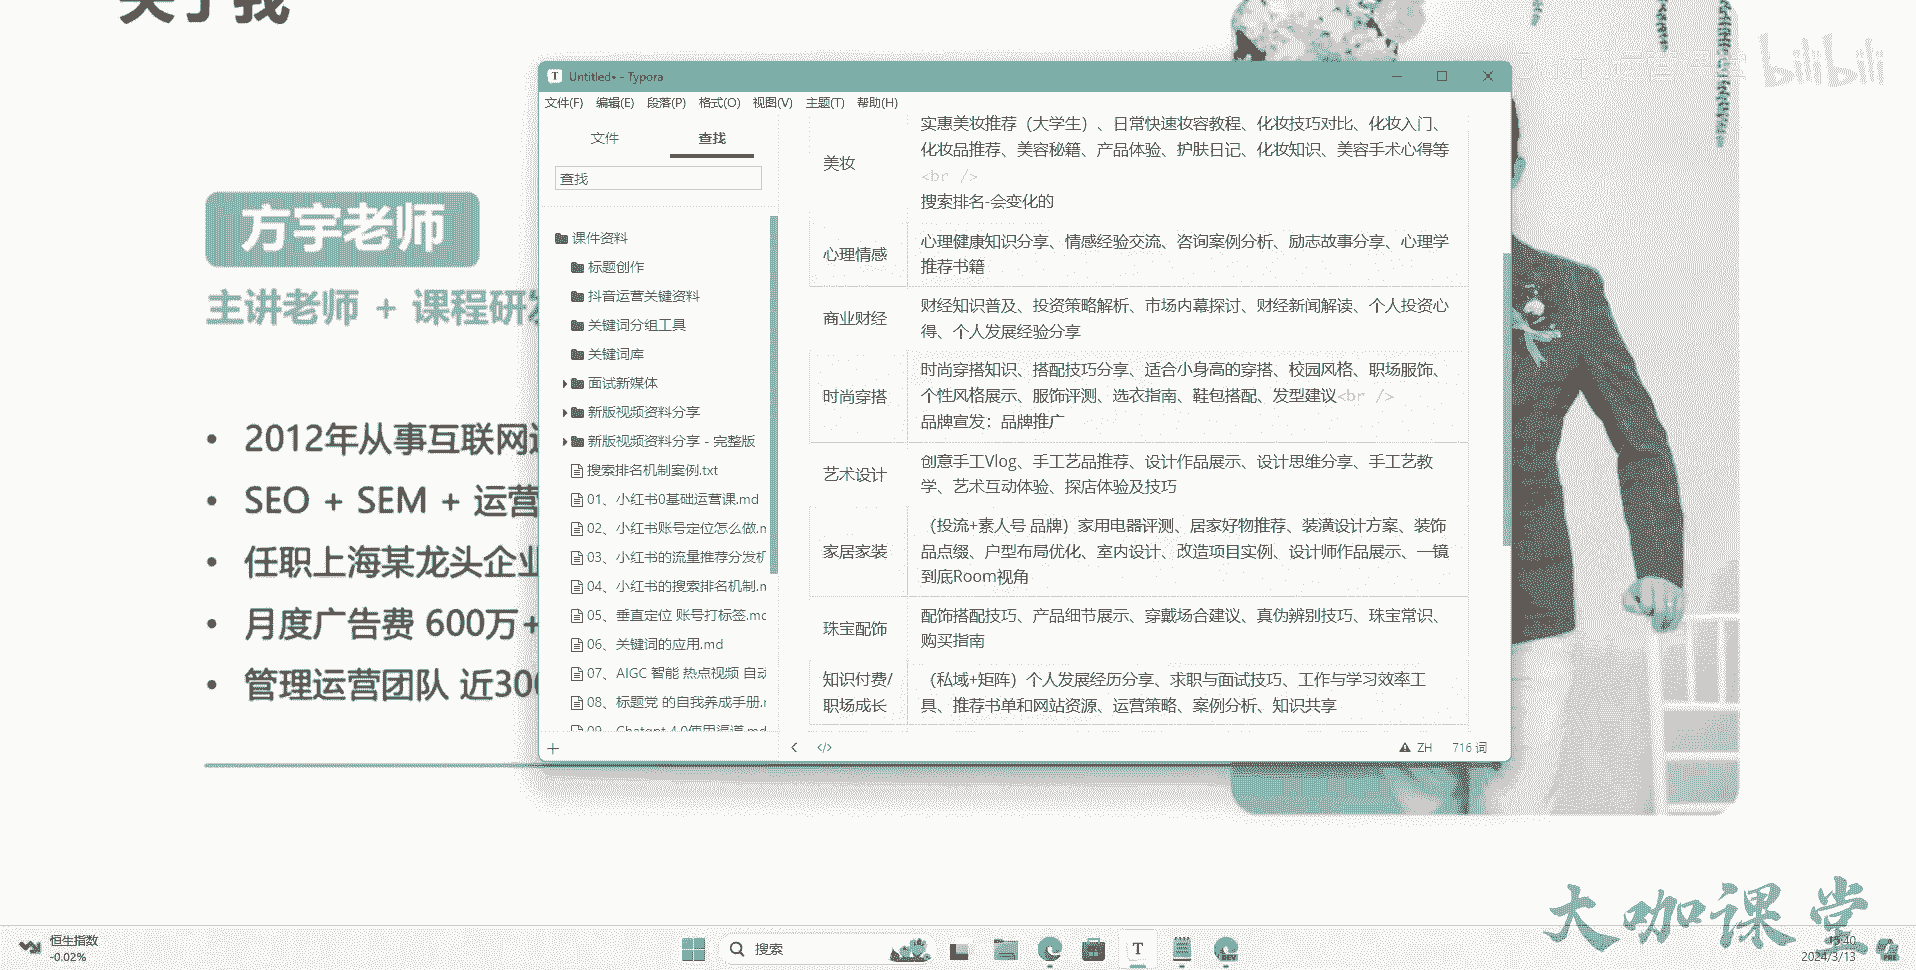 关于我
bilibili
方宇老师
主讲老师 + 课程研发
2012年从事互联网运
SEO + SEM + 运营
任职上海某龙头企业
月度广告费 600万+
管理运营团队 近300
Untitled• - Typora
文件(F) 编辑(E) 段落(P) 格式(O) 视图(V) 主题(T) 帮助(H)
文件 查找
查找
课件资料
标题创作
抖音运营关键资料
关键词分组工具
关键词库
面试新媒体
新版视频资料分享
新版视频资料分享 - 完整版
搜索排名机制案例.txt
01、小红书0基础运营课.md
02、小红书账号定位怎么做.m
03、小红书的流量推荐分发机
04、小红书的搜索排名机制.m
05、垂直定位 账号打标签.md
06、关键词的应用.md
07、AIGC 智能 热点视频 自动
08、标题党 的自我养成手册.m
09、Chatgpt 4.0使用渠道.md
美妆
实惠美妆推荐（大学生）、日常快速妆容教程、化妆技巧对比、化妆入门、
化妆品推荐、美容秘籍、产品体验、护肤日记、化妆知识、美容手术心得等
<br />
搜索排名-会变化的
心理情感
心理健康知识分享、情感经验交流、咨询案例分析、励志故事分享、心理学
推荐书籍
商业财经
财经知识普及、投资策略解析、市场内幕探讨、财经新闻解读、个人投资心
得、个人发展经验分享
时尚穿搭
时尚穿搭知识、搭配技巧分享、适合小身高的穿搭、校园风格、职场服饰、
个性风格展示、服饰评测、选衣指南、鞋包搭配、发型建议<br />
品牌宣发：品牌推广
艺术设计
创意手工Vlog、手工艺品推荐、设计作品展示、设计思维分享、手工艺教
学、艺术互动体验、探店体验及技巧
家居家装
（投流+素人号 品牌）家用电器评测、居家好物推荐、装潢设计方案、装饰
品点缀、户型布局优化、室内设计、改造项目实例、设计师作品展示、一镜
到底Room视角
珠宝配饰
配饰搭配技巧、产品细节展示、穿戴场合建议、真伪辨别技巧、珠宝常识、
购买指南
知识付费/
职场成长
（私域+矩阵）个人发展经历分享、求职与面试技巧、工作与学习效率工
具、推荐书单和网站资源、运营策略、案例分析、知识共享
ZH 716 词
大咖课堂
恒生指数
-0.02%
搜索
DEV
15:40
2024/3/13
PRE